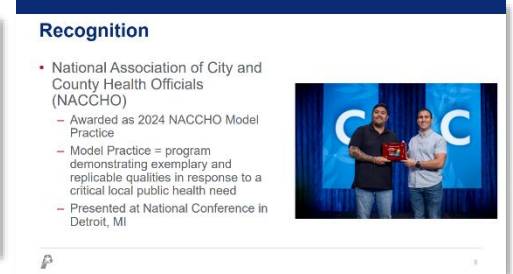 Recognition
• National Association of City and
County Health Officials
(NACCHO)
– Awarded as 2024 NACCHO Model
Practice
– Model Practice = program
demonstrating exemplary and
replicable qualities in response to a
critical local public health need
– Presented at National Conference in
Detroit, MI
C C